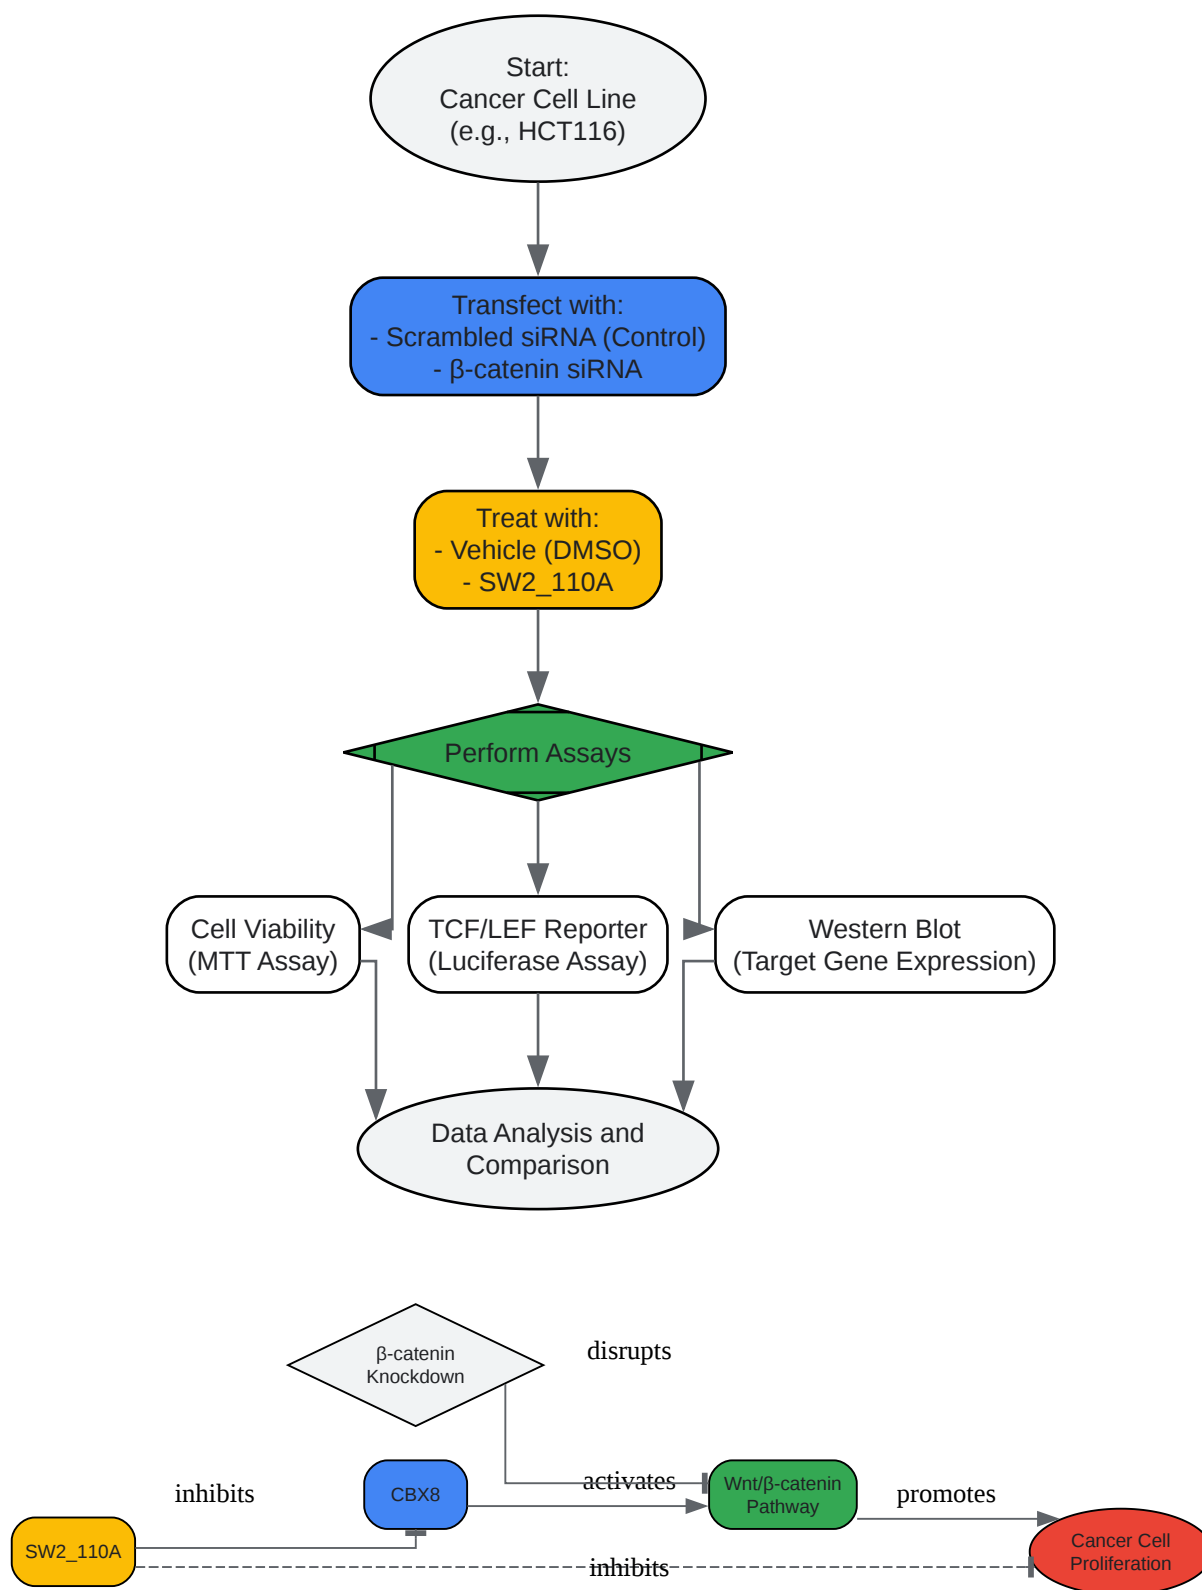 Start:
Cancer Cell Line
(e.g., HCT116)
Transfect with:
- Scrambled siRNA (Control)
- β-catenin siRNA
Treat with:
- Vehicle (DMSO)
- SW2_110A
Perform Assays
Cell Viability
(MTT Assay)
TCF/LEF Reporter
(Luciferase Assay)
Western Blot
(Target Gene Expression)
Data Analysis and
Comparison
β-catenin
Knockdown
disrupts
inhibits
CBX8
activates
Wnt/β-catenin
Pathway
promotes
SW2_110A
inhibits
Cancer Cell
Proliferation